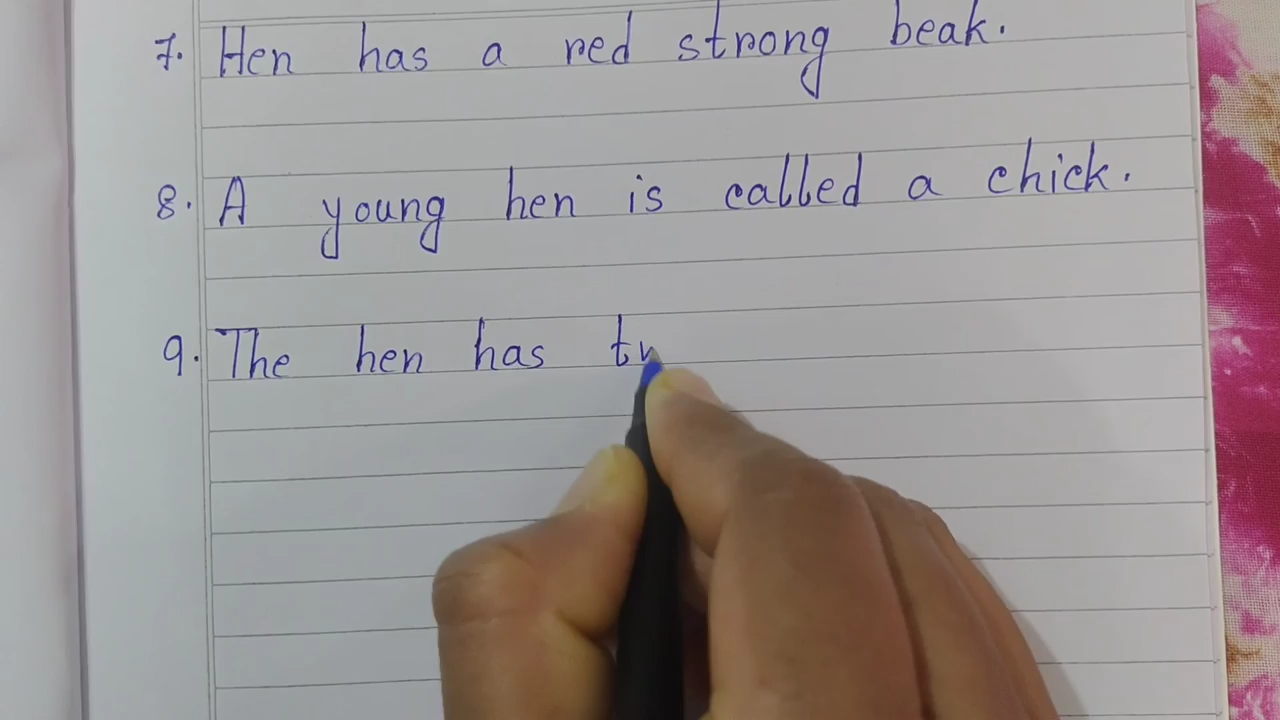 7. Hen has a red strong beak.
8. A young hen is called a chick.
9. The hen has